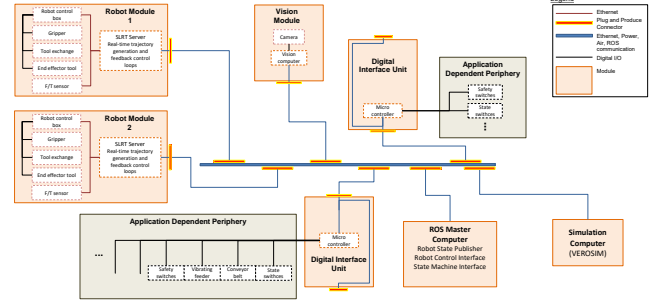 Robot Module
1
Robot control
box
Gripper
Tool exchange
End effector tool
F/T sensor
SLRT Server
Real-time trajectory
generation and
feedback control
loops
Vision
Module
Camera
Vision
computer
Digital
Interface Unit
Micro
controller
Application
Dependent Periphery
Safety
switches
State
swithces
Legend
Ethernet
Plug and Produce
Connector
Ethernet, Power,
Air, ROS
communication
Digital I/O
Module
Robot Module
2
Robot control
box
Gripper
Tool exchange
End effector tool
F/T sensor
SLRT Server
Real-time trajectory
generation and
feedback control
loops
Application Dependent Periphery
...
Safety
switches
Vibrating
feeder
Conveyor
belt
State
swithces
Micro
controller
Digital Interface
Unit
ROS Master
Computer
Robot State Publisher
Robot Control Interface
State Machine Interface
Simulation
Computer
(VEROSIM)